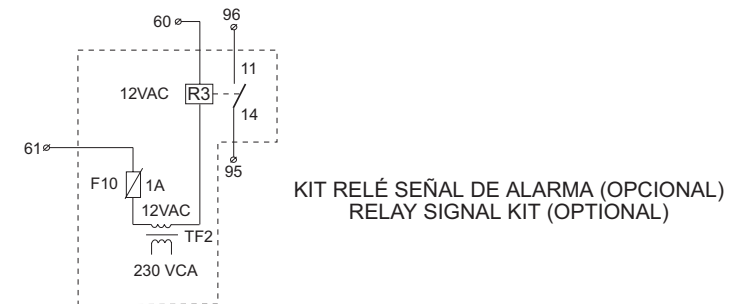 60
96
11
12VAC
R3
14
61
95
F10
1A
12VAC
TF2
230 VCA
KIT RELÉ SEÑAL DE ALARMA (OPCIONAL)
RELAY SIGNAL KIT (OPTIONAL)